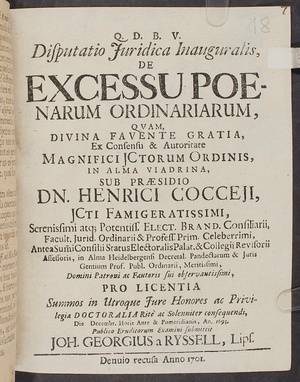 18
Q. D. B. V.
Disputatio Juridica Inauguralis,
DE
EXCESSU POE-
NARUM ORDINARIARUM,
QVAM,
DIVINA FAVENTE GRATIA,
Ex Consensu & Autoritate
MAGNIFICI JCTORUM ORDINIS,
IN ALMA VIADRINA,
SUB PRÆSIDIO
DN. HENRICI COCCEJI,
JCTI FAMIGERATISSIMI,
Serenissimi atq; Potentiss. ELECT. BRAND. Consiliarii,
Facult. Jurid. Ordinarii & Profess. Prim. Celeberrimi,
Antea Summi Consilii Status Electoralis Palat. & Collegii Revisorii
Assessoris, in Alma Heidelbergensi Decretal. Pandectarum & Juris
Gentium Prof. Publ. Ordinarii, Meritissimi,
Domini Patroni ac Fautoris sui observantissimi,
PRO LICENTIA
Summos in Utroque Jure Honores ac Privi-
legia DOCTORALIA Ritè ac Solenniter consequendi,
Die Decembr. Horis Ante & Pomeridianis, An. 1693.
Publico Eruditorum Examini submittit
JOH. GEORGIUS a RYSSELL, Lips.
Denuio recusa Anno 1701.